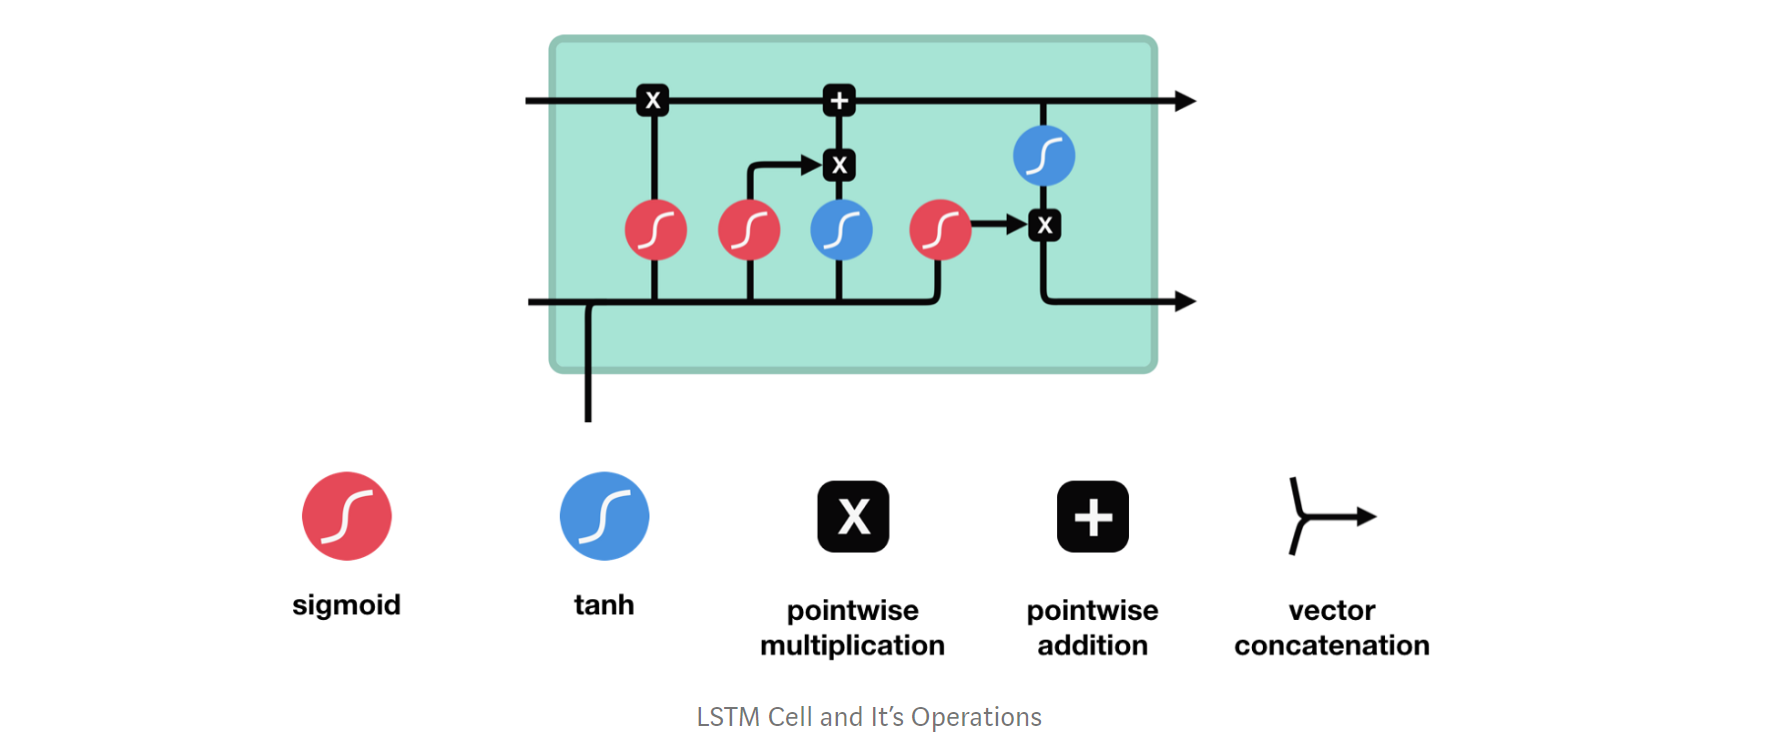 X
+
X
X
X
+
sigmoid
tanh
pointwise
multiplication
pointwise
addition
vector
concatenation
LSTM Cell and It’s Operations